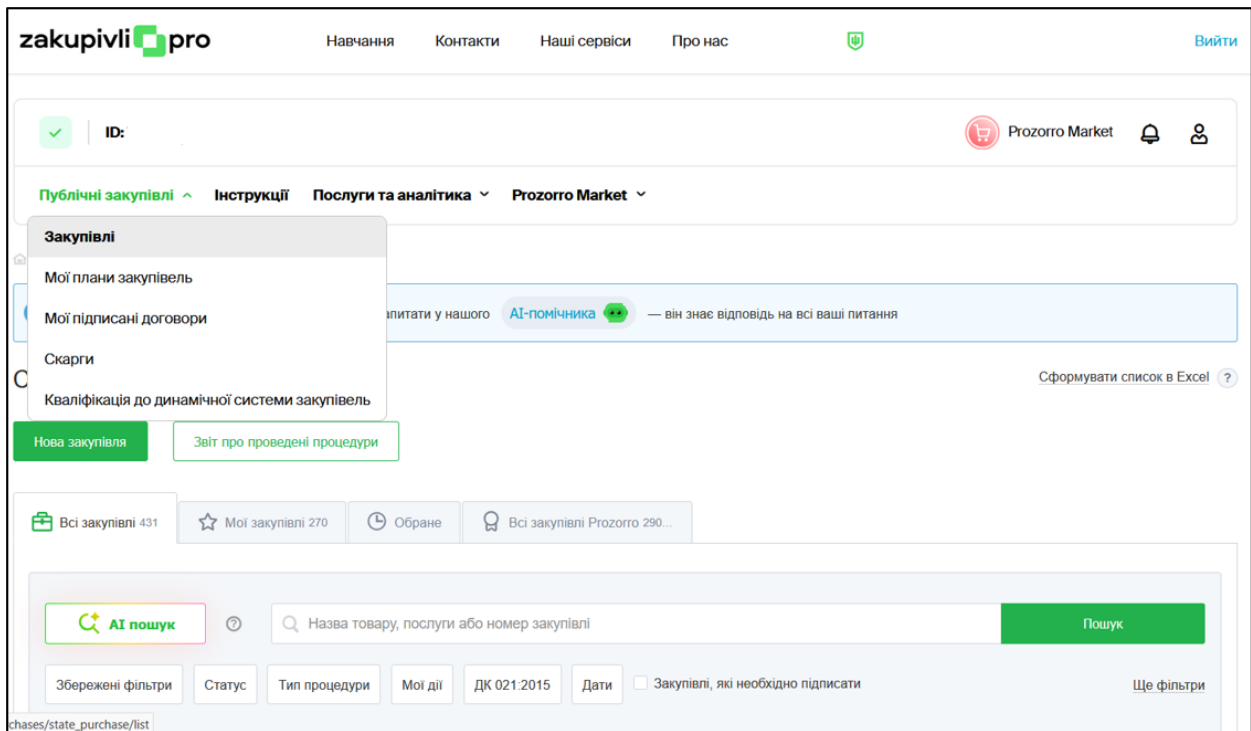 zakupivli pro
Навчання Контакти Наші сервіси Про нас Вийти
ID: Prozorro Market
Публічні закупівлі Інструкції Послуги та аналітика Prozorro Market
Закупівлі
Мої плани закупівель
Мої підписані договори нашого AI-помічника — він знає відповідь на всі ваші питання
Скарги
Сформувати список в Excel ?
Кваліфікація до динамічної системи закупівель
Нова закупівля Звіт про проведені процедури
Всі закупівлі 431 Мої закупівлі 270 Обране Всі закупівлі Prozorro 290...
AI пошук ? Назва товару, послуги або номер закупівлі Пошук
Збережені фільтри Статус Тип процедури Мої дії ДК 021:2015 Дати Закупівлі, які необхідно підписати Ще фільтри
chases/state_purchase/list